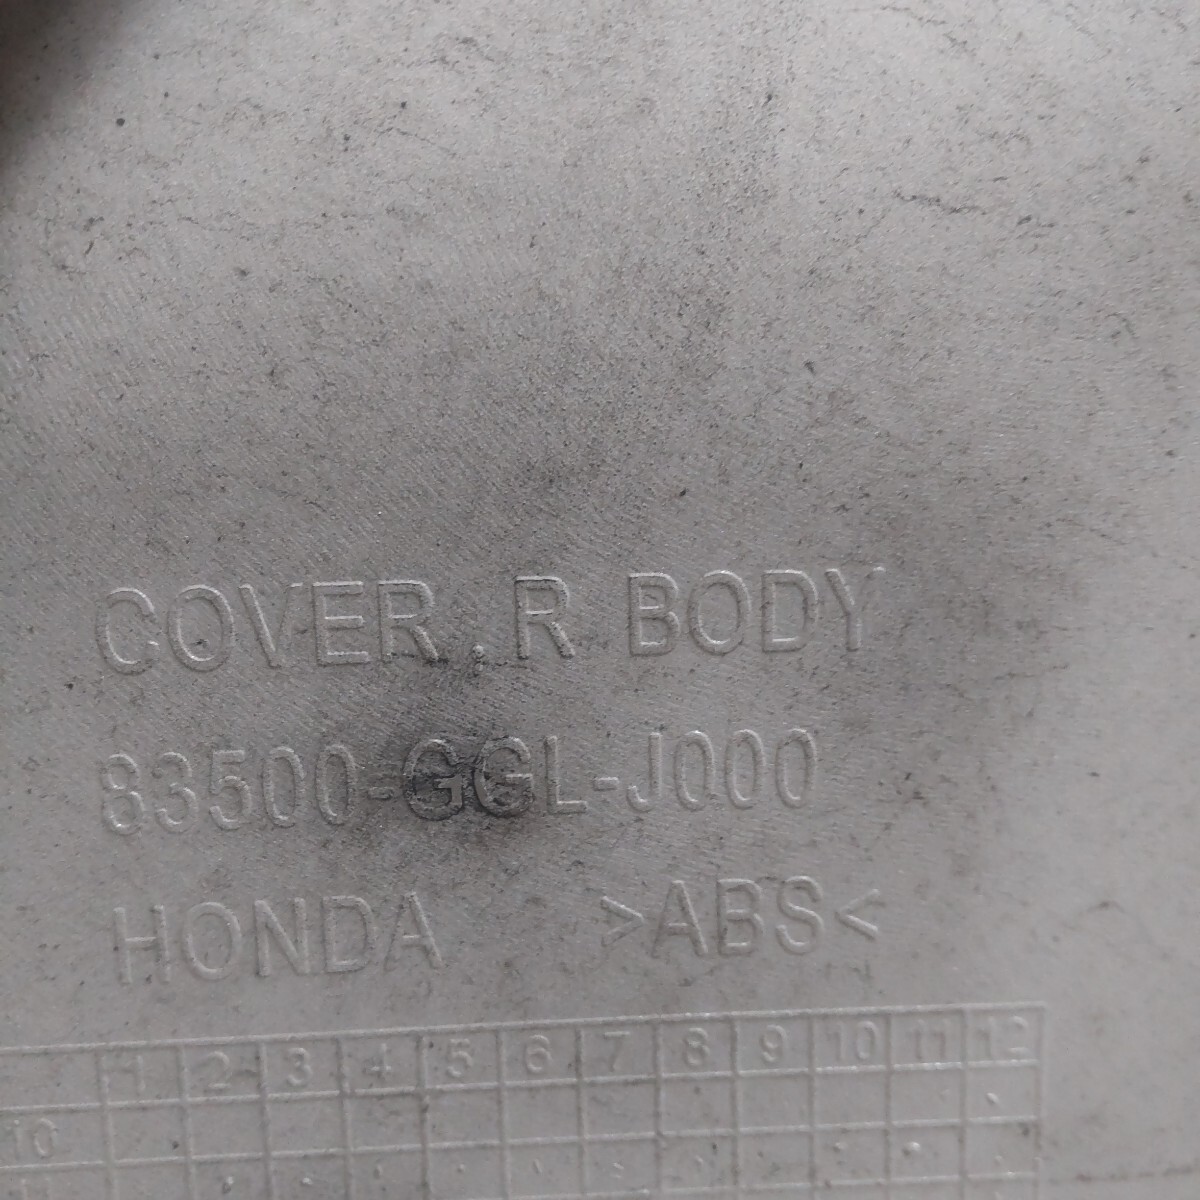 COVER,R BODY
83500-GGL-J000
HONDA >ABS<
1 2 3 4 5 6 7 8 9 10 11 12
10
11